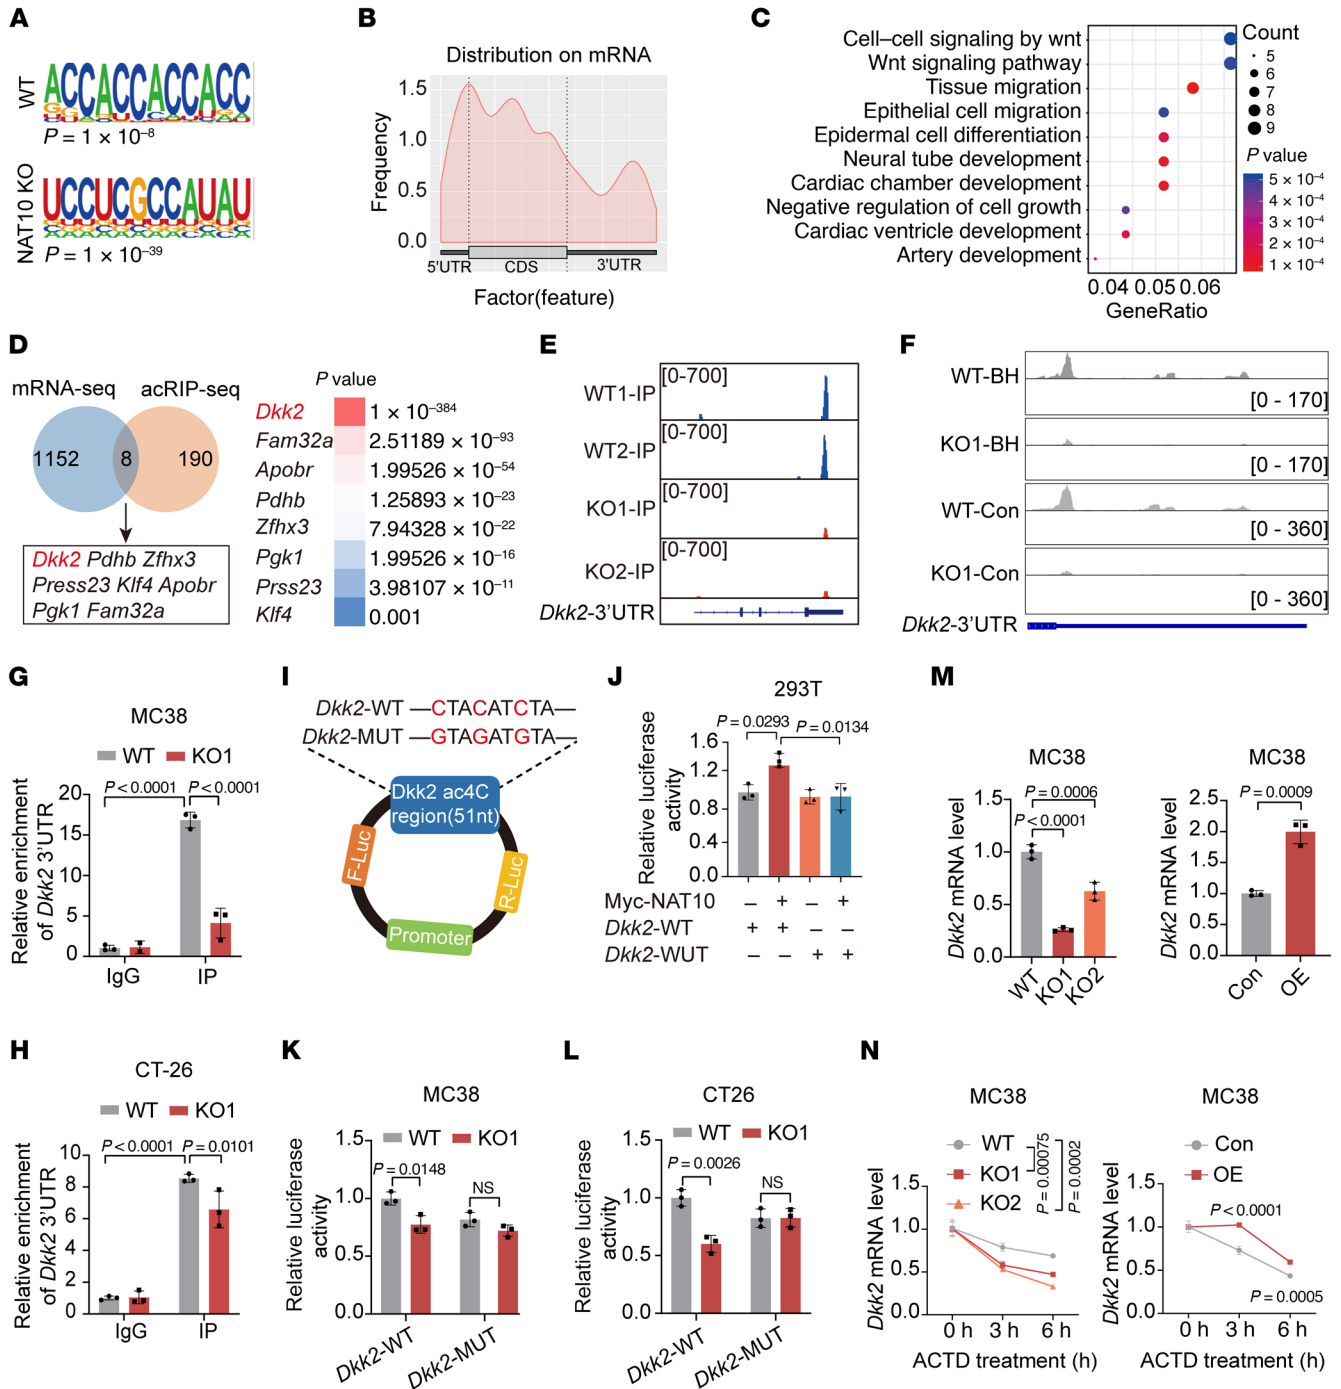 A
WT
ACCACCACCACC
P = 1 × 10⁻⁸
NAT10 KO
UCCUCGCCAUAU
P = 1 × 10⁻³⁹
B
Distribution on mRNA
Frequency
1.5
1.0
0.5
0.0
5'UTR CDS 3'UTR
Factor(feature)
C
Cell–cell signaling by wnt
Wnt signaling pathway
Tissue migration
Epithelial cell migration
Epidermal cell differentiation
Neural tube development
Cardiac chamber development
Negative regulation of cell growth
Cardiac ventricle development
Artery development
0.04 0.05 0.06
GeneRatio
Count
5
6
7
8
9
P value
5 × 10⁻⁴
4 × 10⁻⁴
3 × 10⁻⁴
2 × 10⁻⁴
1 × 10⁻⁴
D
mRNA-seq acRIP-seq
1152 8 190
Dkk2 Pdhb Zfhx3
Press23 Klf4 Apobr
Pgk1 Fam32a
P value
Dkk2 1 × 10⁻³⁸⁴
Fam32a 2.51189 × 10⁻⁹³
Apobr 1.99526 × 10⁻⁵⁴
Pdhb 1.25893 × 10⁻²³
Zfhx3 7.94328 × 10⁻²²
Pgk1 1.99526 × 10⁻¹⁶
Prss23 3.98107 × 10⁻¹¹
Klf4 0.001
E
WT1-IP [0-700]
WT2-IP [0-700]
KO1-IP [0-700]
KO2-IP [0-700]
Dkk2-3'UTR
F
WT-BH [0 - 170]
KO1-BH [0 - 170]
WT-Con [0 - 360]
KO1-Con [0 - 360]
Dkk2-3'UTR
G
MC38
WT KO1
P < 0.0001 P < 0.0001
Relative enrichment
of Dkk2 3'UTR
20
15
10
5
0
IgG IP
I
Dkk2-WT —CTACATCTA—
Dkk2-MUT —GTAGATGTA—
Dkk2 ac4C
region(51nt)
F-Luc
R-Luc
Promoter
J
293T
P = 0.0293 P = 0.0134
Relative luciferase
activity
1.6
1.2
0.8
0.4
0.0
Myc-NAT10 – + – +
Dkk2-WT + + – –
Dkk2-WUT – – + +
M
MC38
P = 0.0006
P < 0.0001
Dkk2 mRNA level
1.5
1.0
0.5
0.0
WT KO1 KO2
MC38
P = 0.0009
Dkk2 mRNA level
2.5
2.0
1.5
1.0
0.5
0.0
Con OE
H
CT-26
WT KO1
P < 0.0001 P = 0.0101
Relative enrichment
of Dkk2 3'UTR
10
8
6
4
2
0
IgG IP
K
MC38
WT KO1
P = 0.0148 NS
Relative luciferase
activity
1.5
1.0
0.5
0.0
Dkk2-WT Dkk2-MUT
L
CT26
WT KO1
P = 0.0026 NS
Relative luciferase
activity
1.5
1.0
0.5
0.0
Dkk2-WT Dkk2-MUT
N
MC38
WT
KO1
KO2
P = 0.00075
P = 0.0002
Dkk2 mRNA level
1.5
1.0
0.5
0.0
0 h 3 h 6 h
ACTD treatment (h)
MC38
Con
OE
P < 0.0001
P = 0.0005
Dkk2 mRNA level
1.5
1.0
0.5
0.0
0 h 3 h 6 h
ACTD treatment (h)